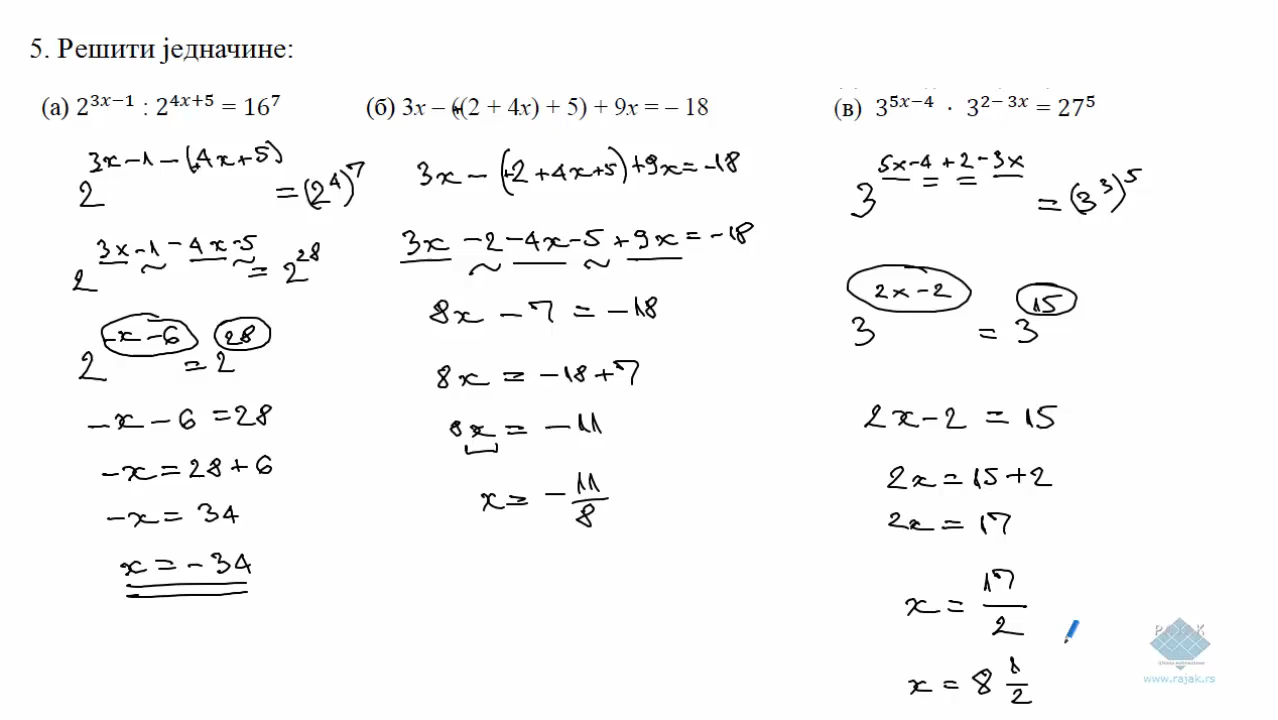 5. Решити једначине:
(а) 2^{3x−1} : 2^{4x+5} = 16^7
2^{3x-1-(4x+5)} = (2^4)^7
2^{3x-1-4x-5} = 2^{28}
2^{-x-6} = 2^{28}
-x-6 = 28
-x = 28+6
-x = 34
x = -34
(б) 3x – (+(2 + 4x) + 5) + 9x = – 18
3x - (+2+4x+5) + 9x = -18
3x -2 -4x -5 + 9x = -18
8x - 7 = -18
8x = -18+7
8x = -11
x = - 11/8
(в) 3^{5x−4} · 3^{2−3x} = 27^5
3^{5x-4+2-3x} = (3^3)^5
3^{2x-2} = 3^{15}
2x-2 = 15
2x = 15+2
2x = 17
x = 17/2
x = 8 1/2
РАЈАК
www.rajak.rs